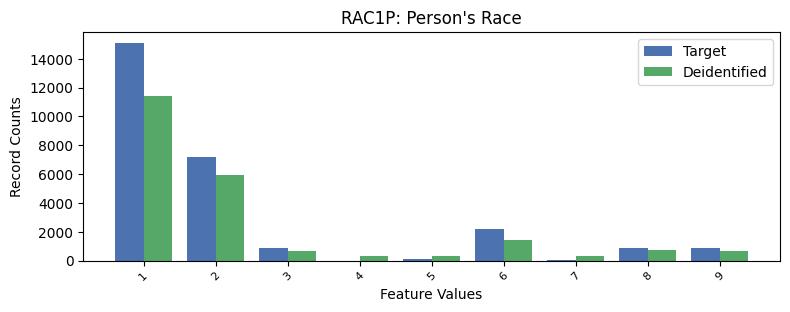 RAC1P: Person's Race
Target
Deidentified
Record Counts
14000
12000
10000
8000
6000
4000
2000
0
1 2 3 4 5 6 7 8 9
Feature Values